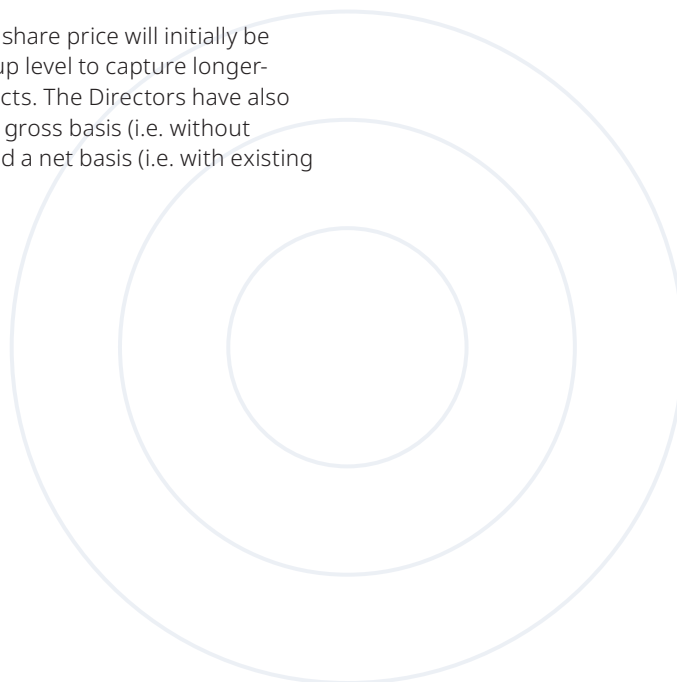 share price will initially be
up level to capture longer-
cts. The Directors have also
gross basis (i.e. without
d a net basis (i.e. with existing